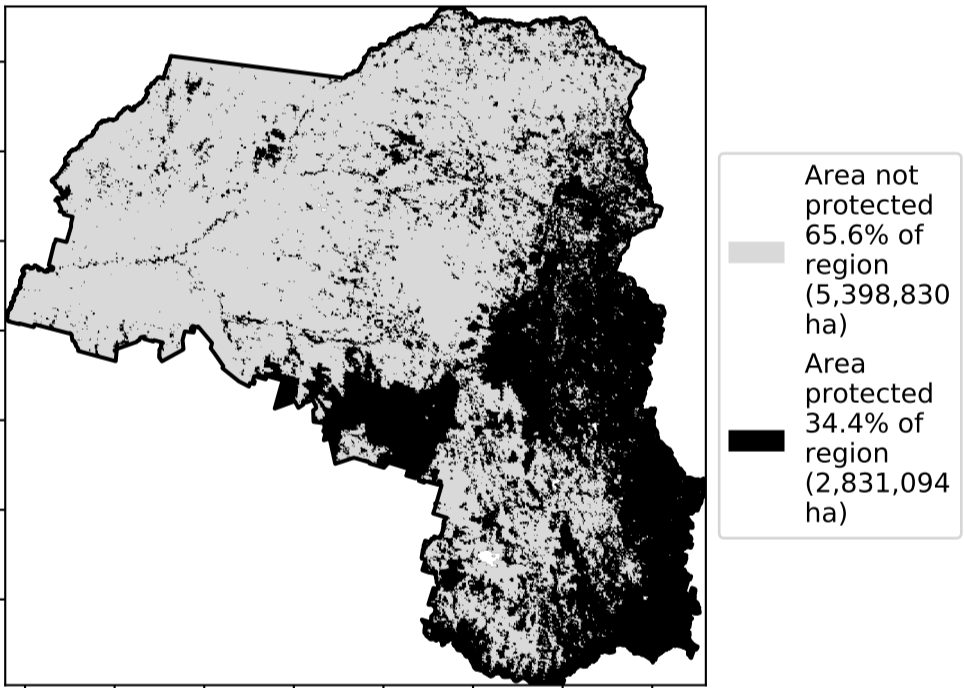 Area not
protected
65.6% of
region
(5,398,830
ha)
Area
protected
34.4% of
region
(2,831,094
ha)